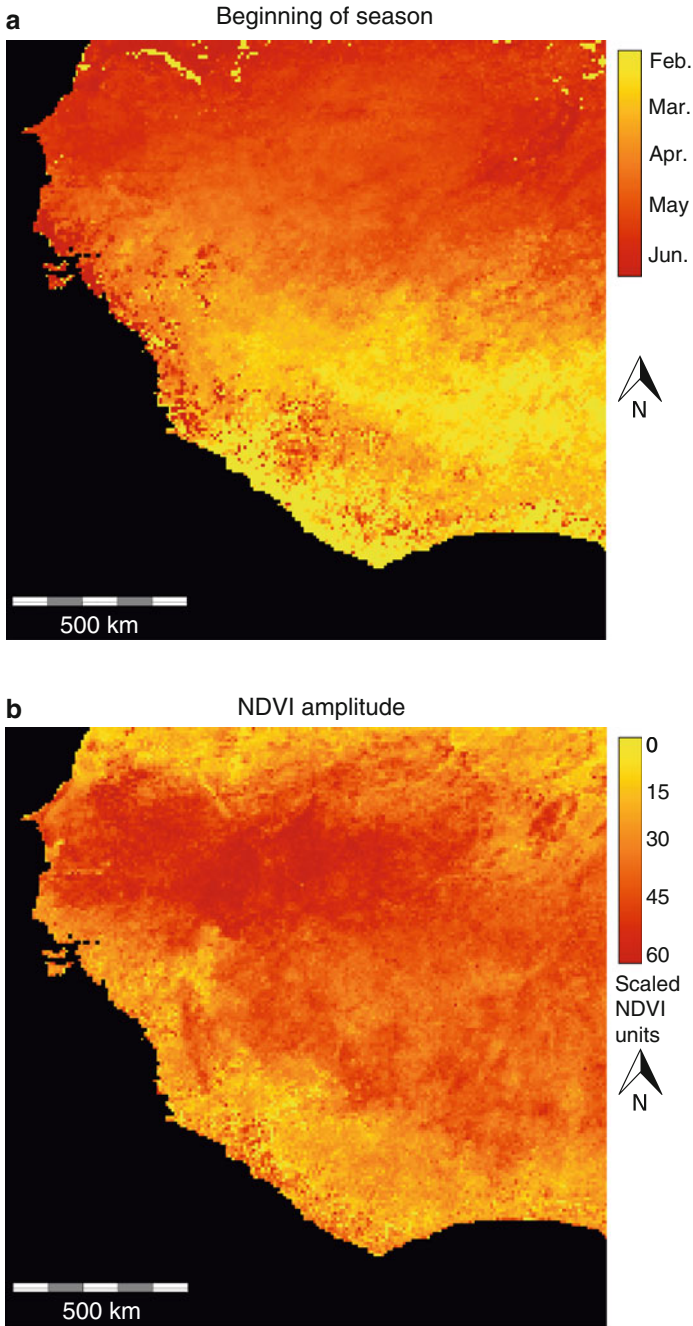 a
Beginning of season
Feb.
Mar.
Apr.
May
Jun.
N
500 km
b
NDVI amplitude
0
15
30
45
60
Scaled
NDVI
units
N
500 km